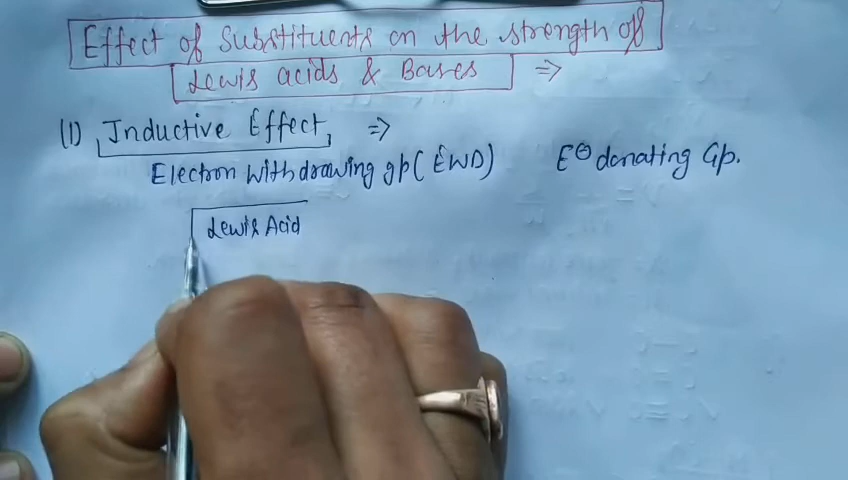 Effect of Substituents on the strength of
Lewis acids & Bases ⇒
(1) Inductive Effect, ⇒
Electron withdrawing gp (EWD) E⊖ donating Gp.
Lewis Acid